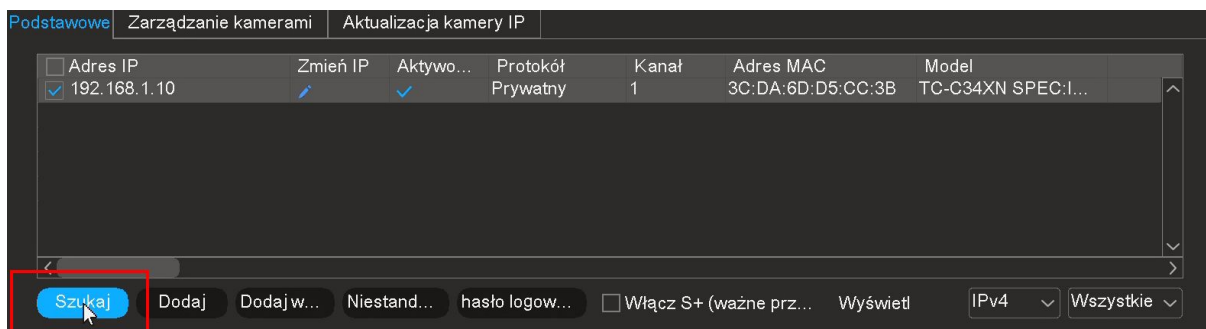 Podstawowe Zarządzanie kamerami Aktualizacja kamery IP
Adres IP Zmień IP Aktywo... Protokół Kanał Adres MAC Model
192.168.1.10 Prywatny 1 3C:DA:6D:D5:CC:3B TC-C34XN SPEC:I...
Szukaj Dodaj Dodaj w... Niestand... hasło logow... Włącz S+ (ważne prz... Wyświetl IPv4 Wszystkie